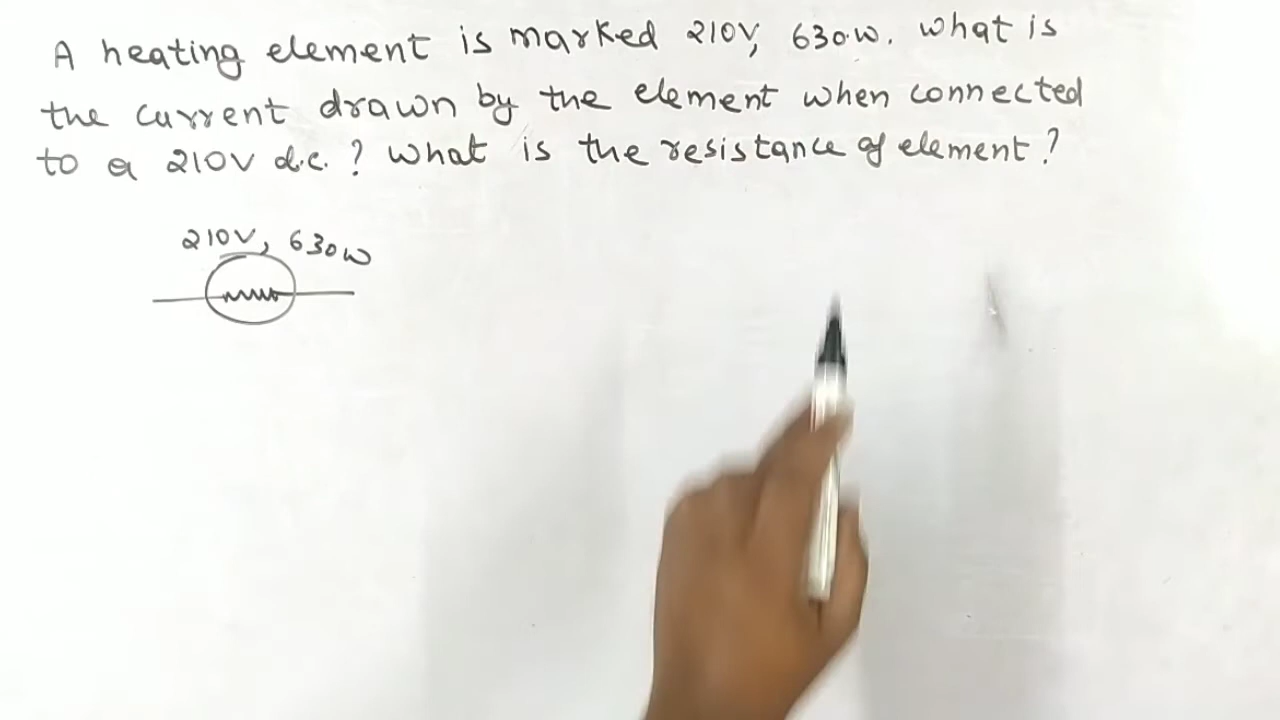 A heating element is marked 210V, 630.W. What is
the current drawn by the element when connected
to a 210V d.c.? What is the resistance of element?
210V, 630W